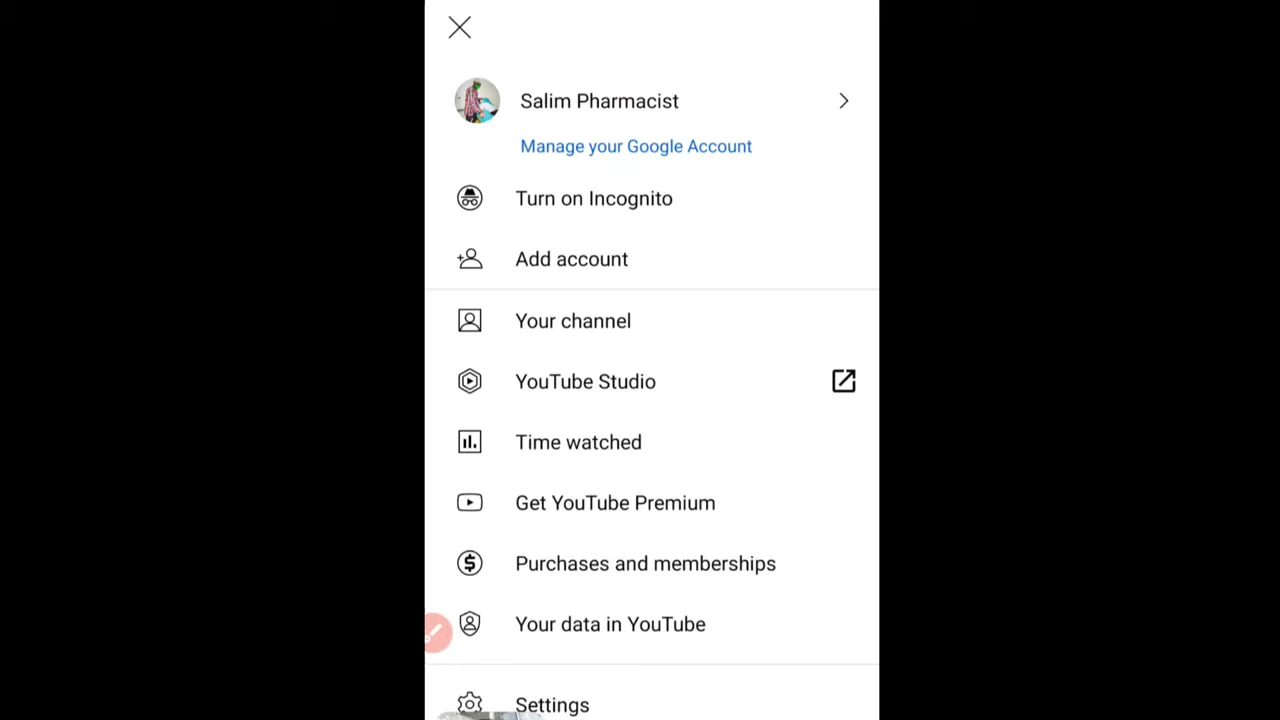 Salim Pharmacist
Manage your Google Account
Turn on Incognito
Add account
Your channel
YouTube Studio
Time watched
Get YouTube Premium
Purchases and memberships
Your data in YouTube
Settings